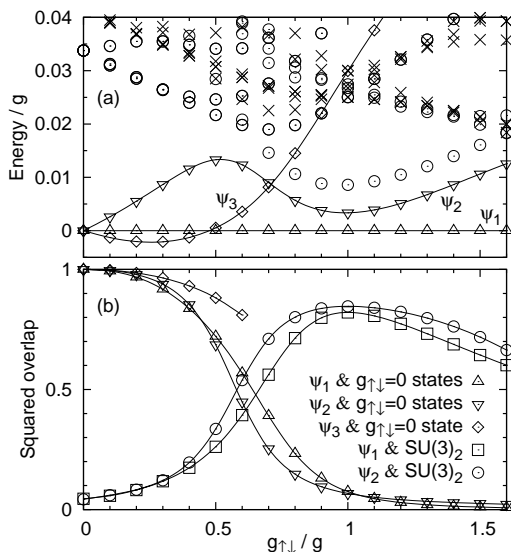 0.04
0.03
0.02
0.01
0
Energy / g
(a)
ψ3
ψ2
ψ1
1
0.5
0
Squared overlap
(b)
ψ1 & g↑↓=0 states
ψ2 & g↑↓=0 states
ψ3 & g↑↓=0 state
ψ1 & SU(3)2
ψ2 & SU(3)2
0 0.5 1 1.5
g↑↓ / g